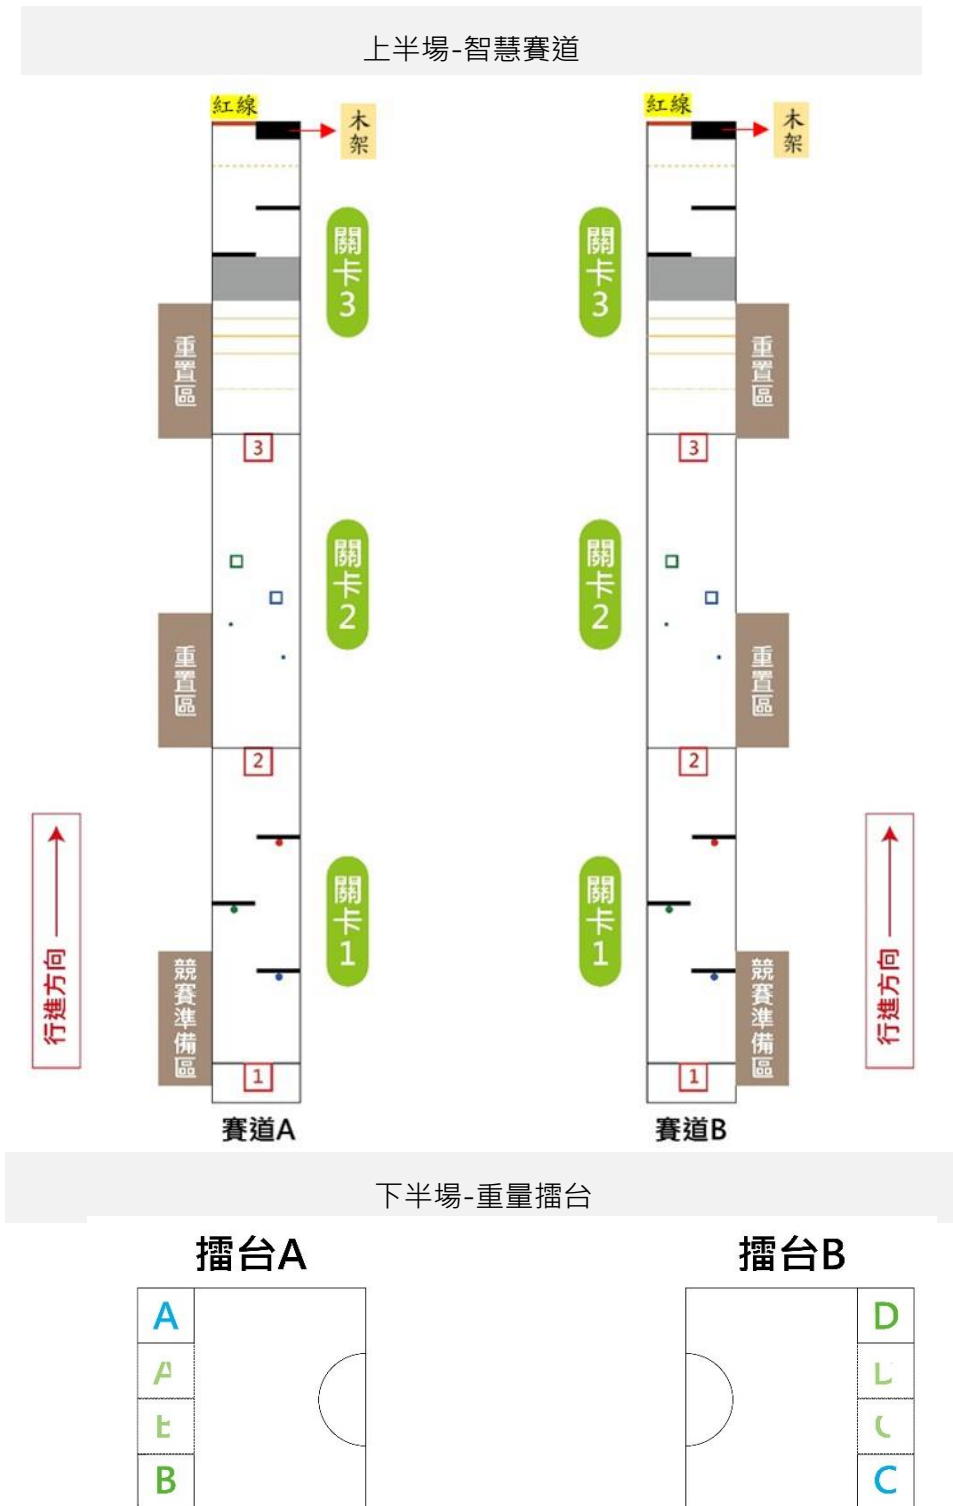 上半場-智慧賽道
紅線
木架
紅線
木架
關卡3
關卡3
重置區
重置區
3
3
關卡2
關卡2
重置區
重置區
2
2
行進方向
關卡1
關卡1
行進方向
競賽準備區
競賽準備區
1
1
賽道A
賽道B
下半場-重量擂台
擂台A
擂台B
A
D
B
C